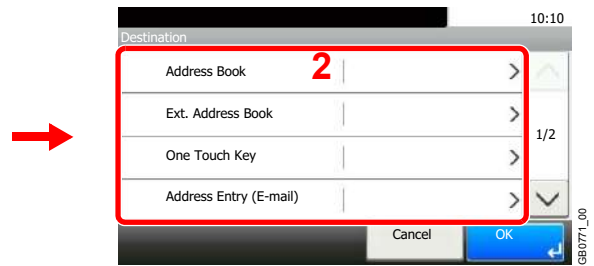 10:10
Destination
Address Book
2
Ext. Address Book
1/2
One Touch Key
Address Entry (E-mail)
Cancel
OK
GB0771_00